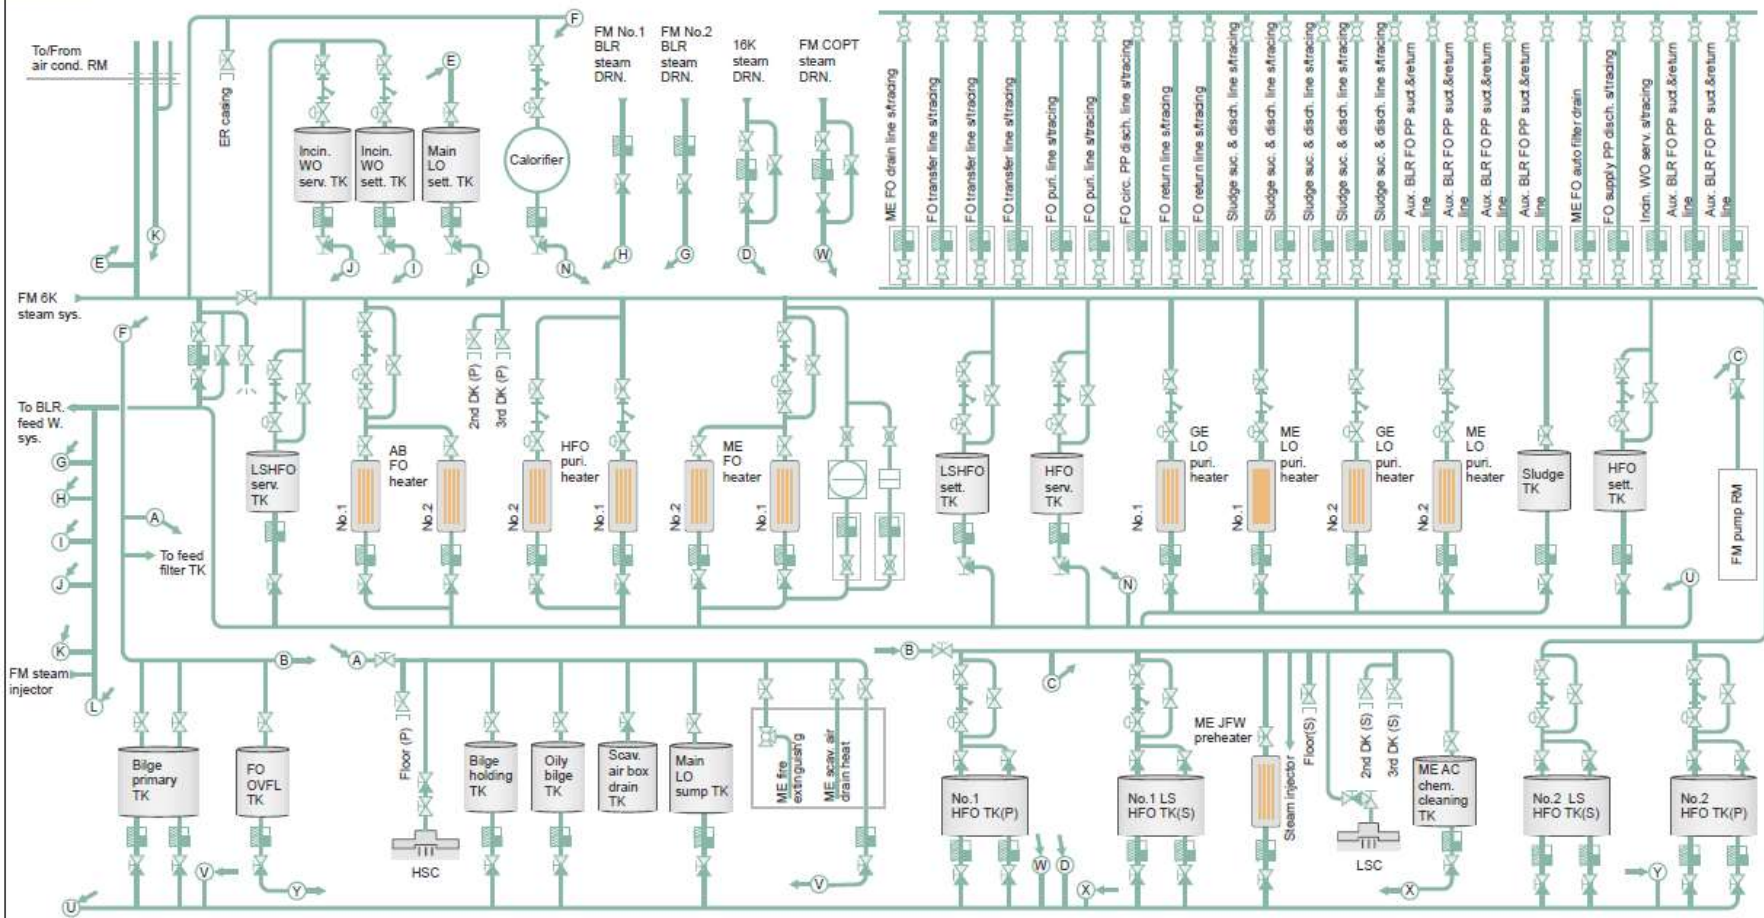 To/From
air cond. RM
ER casing
F
E
K
E
Incin.
WO
serv. TK
Incin.
WO
sett. TK
Main
LO
sett. TK
Calorifier
FM No.1
BLR
steam
DRN.
FM No.2
BLR
steam
DRN.
16K
steam
DRN.
FM COPT
steam
DRN.
J
I
L
N
H
G
D
W
ME FO drain line s/tracing
FO transfer line s/tracing
FO transfer line s/tracing
FO transfer line s/tracing
FO puri. line s/tracing
FO puri. line s/tracing
FO circ. PP disch. line s/tracing
FO return line s/tracing
FO return line s/tracing
Sludge suc. & disch. line s/tracing
Sludge suc. & disch. line s/tracing
Sludge suc. & disch. line s/tracing
Sludge suc. & disch. line s/tracing
Sludge suc. & disch. line s/tracing
Aux. BLR FO PP suct.&return
line
Aux. BLR FO PP suct.&return
line
Aux. BLR FO PP suct.&return
line
Aux. BLR FO PP suct.&return
line
ME FO auto filter drain
FO supply PP disch. s/tracing
Indn. WO serv. s/tracing
Aux. BLR FO PP suct.&return
line
Aux. BLR FO PP suct.&return
line
FM 6K
steam sys.
F
To BLR.
feed W.
sys.
G
H
I
J
K
FM steam
injector
L
A
To feed
filter TK
LSHFO
serv.
TK
AB
FO
heater
No.1
No.2
2nd DK (P)
3rd DK (P)
HFO
puri.
heater
No.2
No.1
ME
FO
heater
No.2
No.1
LSHFO
sett.
TK
HFO
serv.
TK
N
GE
LO
puri.
heater
No.1
ME
LO
puri.
heater
No.1
GE
LO
puri.
heater
No.2
ME
LO
puri.
heater
No.2
Sludge
TK
HFO
sett.
TK
C
FM pump RM
U
B
A
B
C
Bilge
primary
TK
FO
OVFL
TK
Floor (P)
HSC
Bilge
holding
TK
Oily
bilge
TK
Scav.
air box
drain
TK
Main
LO
sump TK
ME fire
extinguish'g
ME scav. air
drain heat
No.1
HFO TK(P)
No.1 LS
HFO TK(S)
ME JFW
preheater
Steam injector
Floor(S)
2nd DK (S)
3rd DK (S)
LSC
ME AC
chem.
cleaning
TK
No.2 LS
HFO TK(S)
No.2
HFO TK(P)
V
Y
V
W
D
X
X
Y
U